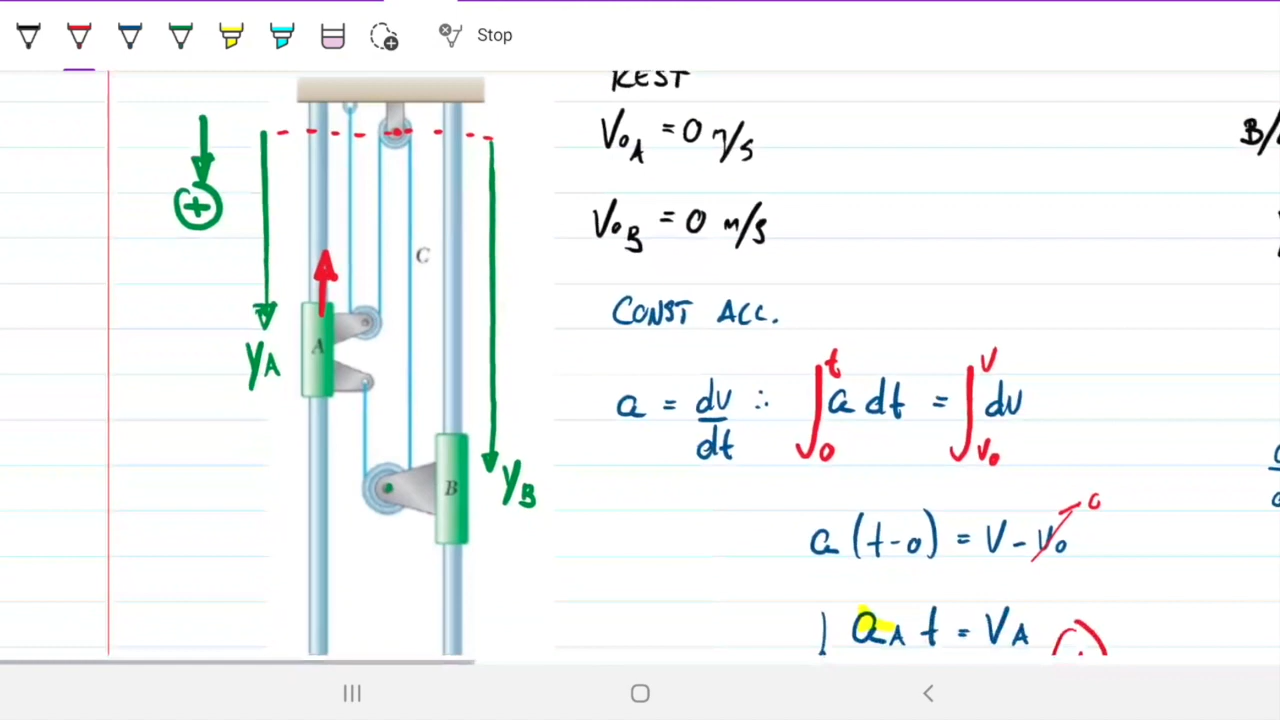 Stop
REST
V₀A = 0 m/s
B/
V₀B = 0 m/s
C
CONST ACC.
A
YA
a = dv/dt ∴ ∫₀ᵗ a dt = ∫ᵥ₀ᵛ dv
B
YB
a (t-0) = V - V₀ 0
aA t = VA